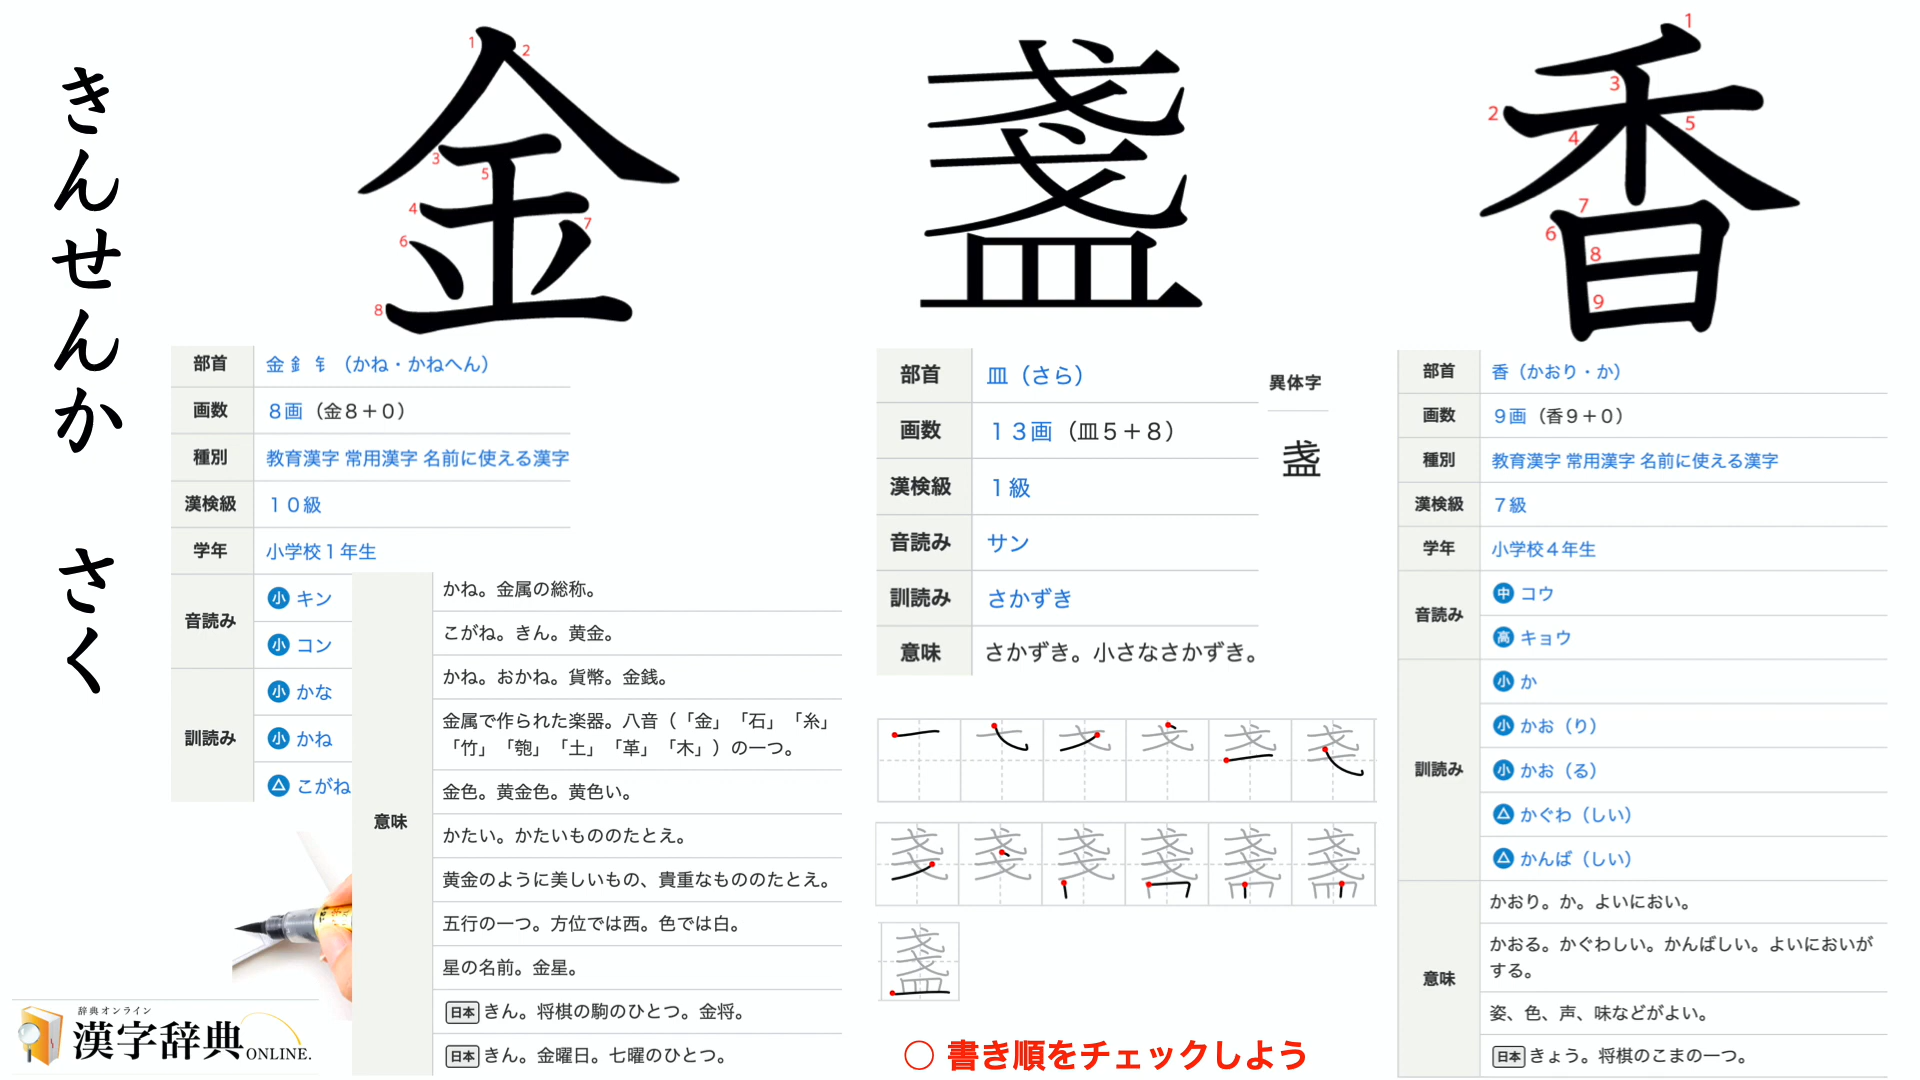 きんせんか さく
金
1
2
3
5
4
7
6
8
部首 金 釒 钅（かね・かねへん）
画数 ８画（金８＋０）
種別 教育漢字 常用漢字 名前に使える漢字
漢検級 １０級
学年 小学校１年生
音読み
小 キン
小 コン
訓読み
小 かな
小 かね
△ こがね
意味
かね。金属の総称。
こがね。きん。黄金。
かね。おかね。貨幣。金銭。
金属で作られた楽器。八音（「金」「石」「糸」
「竹」「匏」「土」「革」「木」）の一つ。
金色。黄金色。黄色い。
かたい。かたいもののたとえ。
黄金のように美しいもの、貴重なもののたとえ。
五行の一つ。方位では西。色では白。
星の名前。金星。
日本 きん。将棋の駒のひとつ。金将。
日本 きん。金曜日。七曜のひとつ。
辞典オンライン
漢字辞典 ONLINE.
盞
部首 皿（さら）
画数 １３画（皿５＋８）
漢検級 １級
音読み サン
訓読み さかずき
意味 さかずき。小さなさかずき。
異体字
盏
○ 書き順をチェックしよう
香
1
3
2
5
4
7
6
8
9
部首 香（かおり・か）
画数 ９画（香９＋０）
種別 教育漢字 常用漢字 名前に使える漢字
漢検級 ７級
学年 小学校４年生
音読み
中 コウ
高 キョウ
訓読み
小 か
小 かお（り）
小 かお（る）
△ かぐわ（しい）
△ かんば（しい）
意味
かおり。か。よいにおい。
かおる。かぐわしい。かんばしい。よいにおいが
する。
姿、色、声、味などがよい。
日本 きょう。将棋のこまの一つ。